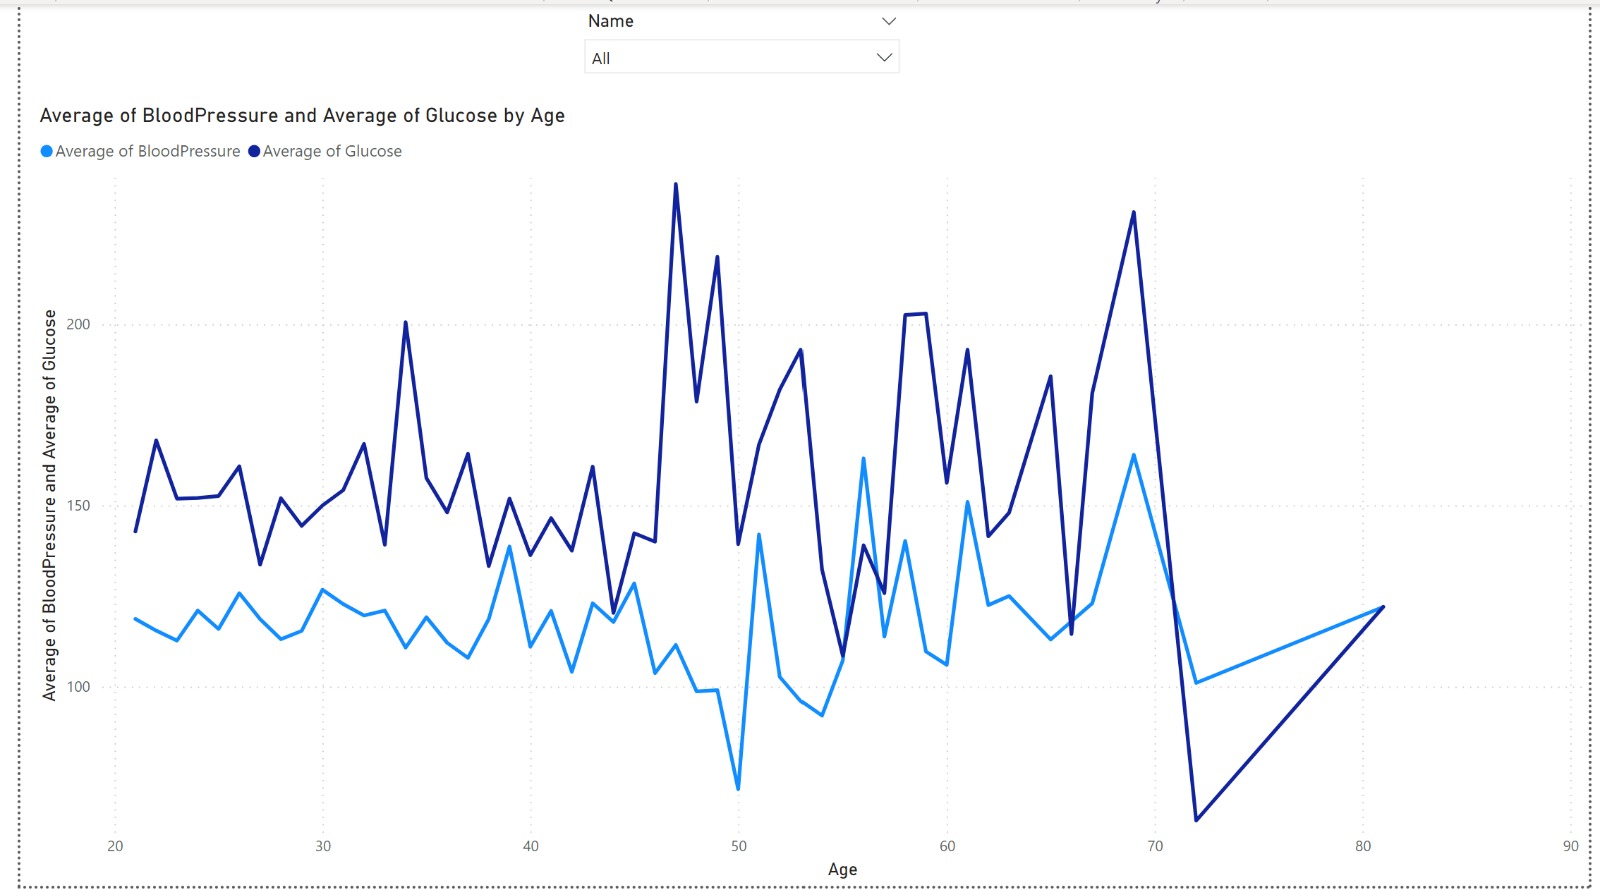 Name
All
Average of BloodPressure and Average of Glucose by Age
Average of BloodPressure Average of Glucose
Average of BloodPressure and Average of Glucose
200
150
100
20 30 40 50 60 70 80 90
Age